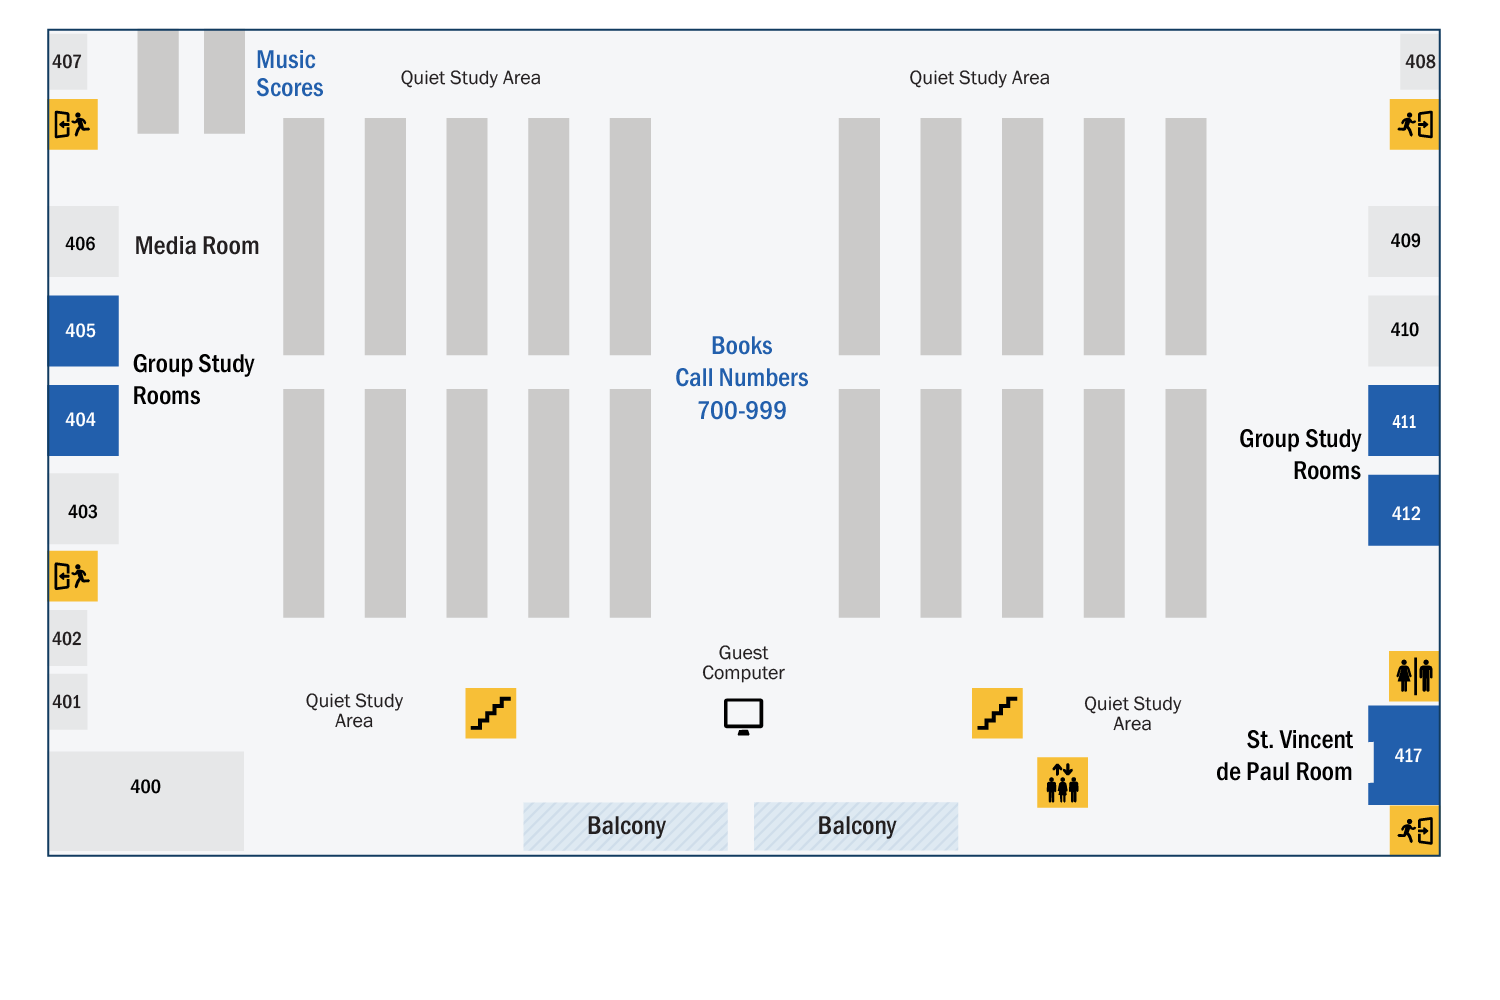 407
Music
Scores
Quiet Study Area
Quiet Study Area
408
406
Media Room
409
405
410
Group Study
Rooms
Books
Call Numbers
700-999
404
411
Group Study
Rooms
403
412
402
Guest
Computer
401
Quiet Study
Area
Quiet Study
Area
St. Vincent
de Paul Room
417
400
Balcony
Balcony